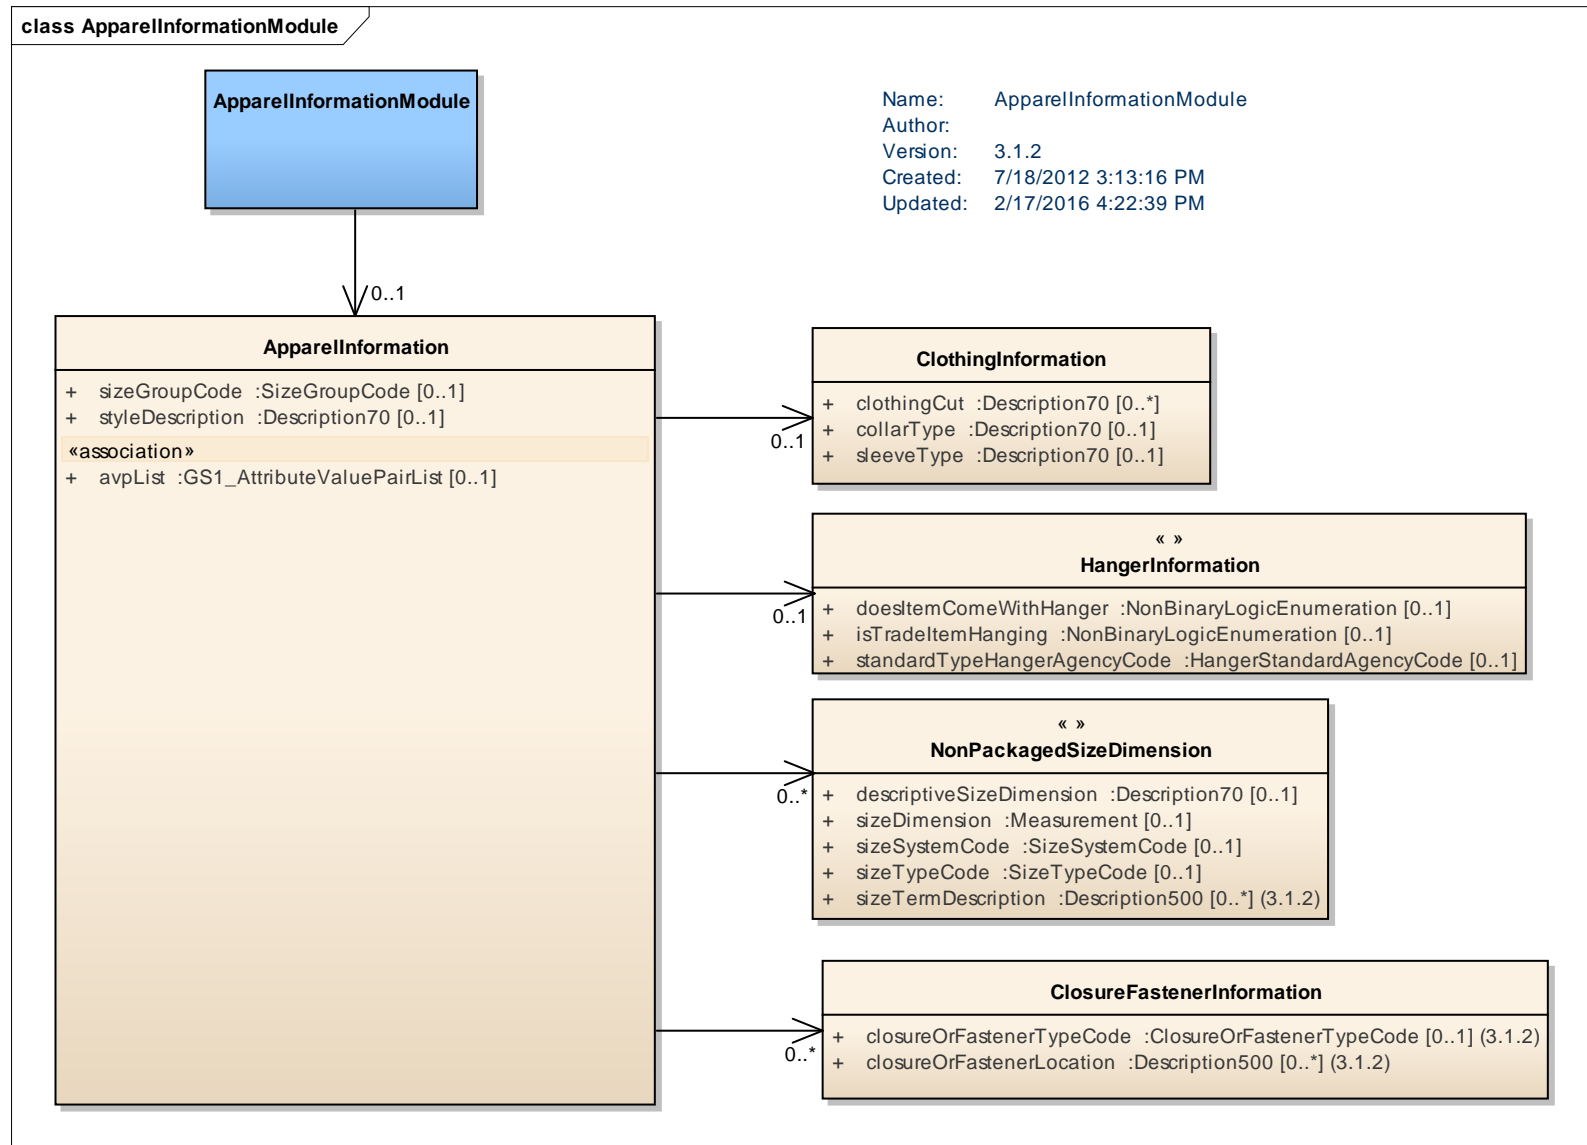 class ApparelInformationModule
ApparelInformationModule
Name: ApparelInformationModule
Author:
Version: 3.1.2
Created: 7/18/2012 3:13:16 PM
Updated: 2/17/2016 4:22:39 PM
0..1
ApparelInformation
+ sizeGroupCode :SizeGroupCode [0..1]
+ styleDescription :Description70 [0..1]
«association»
+ avpList :GS1_AttributeValuePairList [0..1]
0..1
ClothingInformation
+ clothingCut :Description70 [0..*]
+ collarType :Description70 [0..1]
+ sleeveType :Description70 [0..1]
0..1
« »
HangerInformation
+ doesItemComeWithHanger :NonBinaryLogicEnumeration [0..1]
+ isTradeItemHanging :NonBinaryLogicEnumeration [0..1]
+ standardTypeHangerAgencyCode :HangerStandardAgencyCode [0..1]
0..*
« »
NonPackagedSizeDimension
+ descriptiveSizeDimension :Description70 [0..1]
+ sizeDimension :Measurement [0..1]
+ sizeSystemCode :SizeSystemCode [0..1]
+ sizeTypeCode :SizeTypeCode [0..1]
+ sizeTermDescription :Description500 [0..*] (3.1.2)
0..*
ClosureFastenerInformation
+ closureOrFastenerTypeCode :ClosureOrFastenerTypeCode [0..1] (3.1.2)
+ closureOrFastenerLocation :Description500 [0..*] (3.1.2)